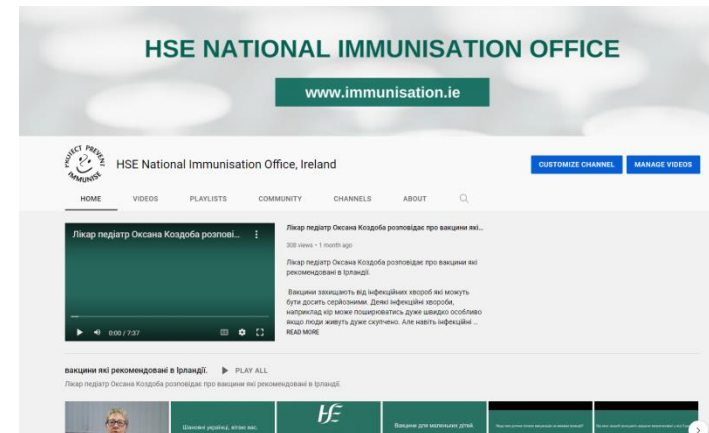 HSE NATIONAL IMMUNISATION OFFICE
www.immunisation.ie
PROTECT PREVENT
IMMUNISE
HSE National Immunisation Office, Ireland
CUSTOMIZE CHANNEL
MANAGE VIDEOS
HOME
VIDEOS
PLAYLISTS
COMMUNITY
CHANNELS
ABOUT
Лікар педіатр Оксана Коздоба розпові...
0:00 / 7:37
Лікар педіатр Оксана Коздоба розповідає про вакцини які...
308 views • 1 month ago
Лікар педіатр Оксана Коздоба розповідає про вакцини які
рекомендовані в Ірландії.
Вакцини захищають від інфекційних хвороб які можуть
бути досить серйозними. Деякі інфекційні хвороби,
наприклад кір може поширюватись дуже швидко особливо
якщо люди живуть дуже скупчено. Але навіть інфекційні ...
READ MORE
вакцини які рекомендовані в Ірландії.
PLAY ALL
Лікар педіатр Оксана Коздоба розповідає про вакцини які рекомендовані в Ірландії.
Шановні українці, вітаю вас.
Вакцини для маленьких дітей.